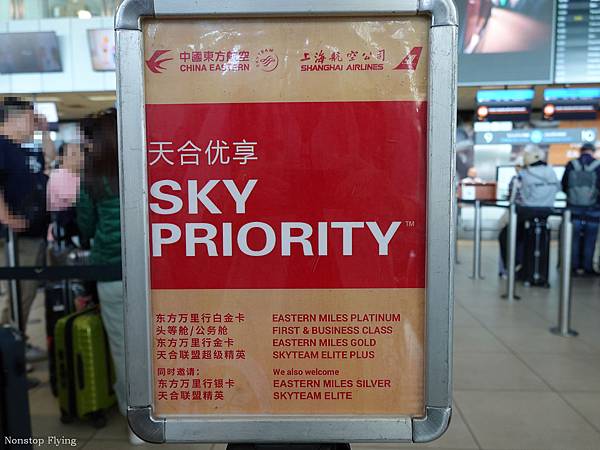 中國東方航空 上海航空公司
CHINA EASTERN SHANGHAI AIRLINES
天合优享
SKY
PRIORITY™
东方万里行白金卡 EASTERN MILES PLATINUM
头等舱/公务舱 FIRST & BUSINESS CLASS
东方万里行金卡 EASTERN MILES GOLD
天合联盟超级精英 SKYTEAM ELITE PLUS
同时邀请： We also welcome
东方万里行银卡 EASTERN MILES SILVER
天合联盟精英 SKYTEAM ELITE
Nonstop Flying